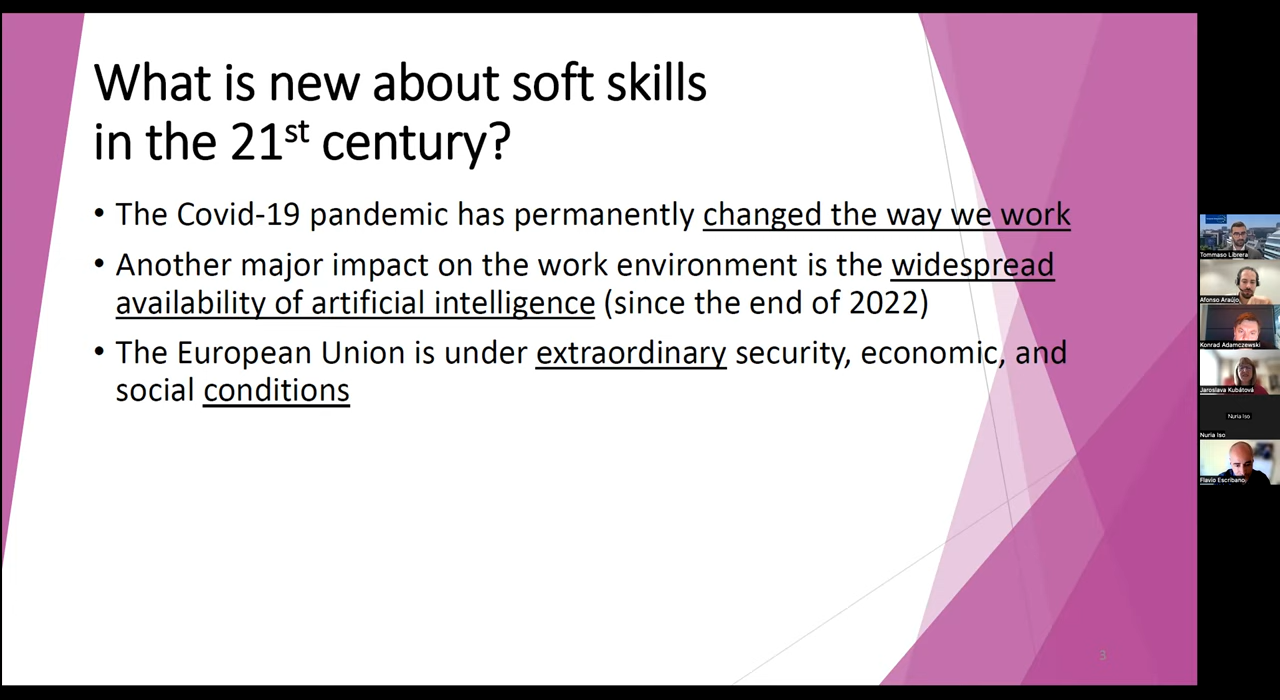 What is new about soft skills
in the 21st century?
• The Covid-19 pandemic has permanently changed the way we work
• Another major impact on the work environment is the widespread
availability of artificial intelligence (since the end of 2022)
• The European Union is under extraordinary security, economic, and
social conditions
3
Tommaso Librera
Afonso Araújo
Konrad Adamczewski
Jaroslava Kubátová
Nuria Iso
Nuria Iso
Flavio Escribano